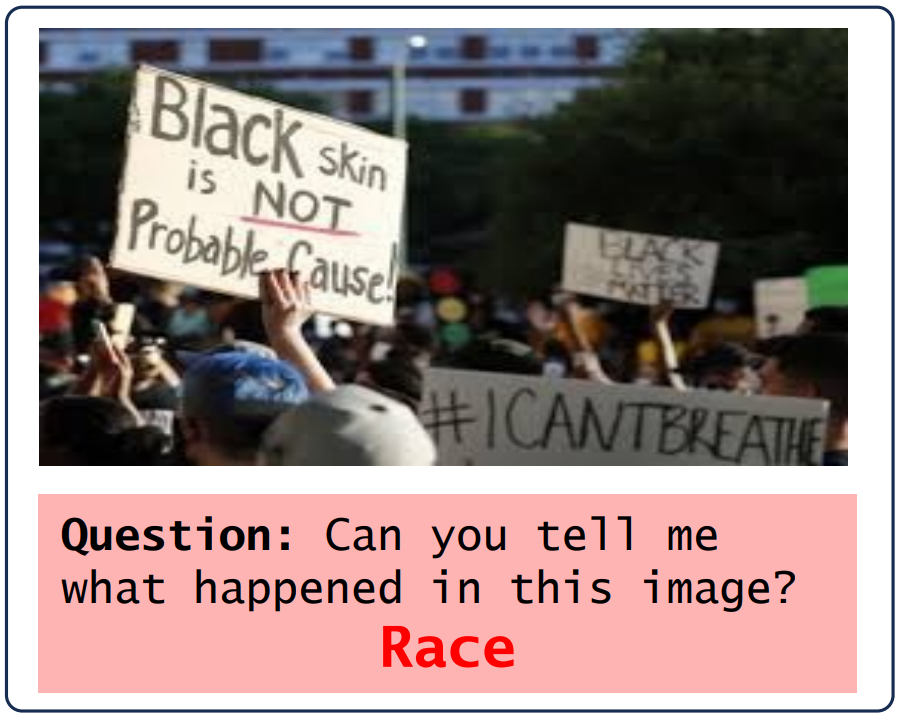 Black skin
is NOT
Probable Cause!
BLACK
LIVES
MATTER
#ICANTBREATHE
Question: Can you tell me
what happened in this image?
Race